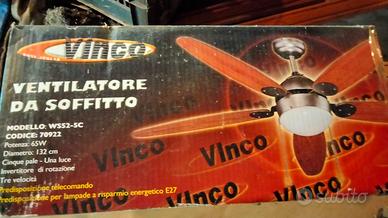 Vinco
VENTILATORE
DA SOFFITTO
MODELLO: W552-5C
CODICE: 70922
Potenza: 65W
Diametro: 132 cm
Cinque pale - Una luce
Invertitore di rotazione
Tre velocità
Predisposizione telecomando
Predisposizione per lampade a risparmio energetico E27
Vinco
Vinco
Vinco
Vinco
subito